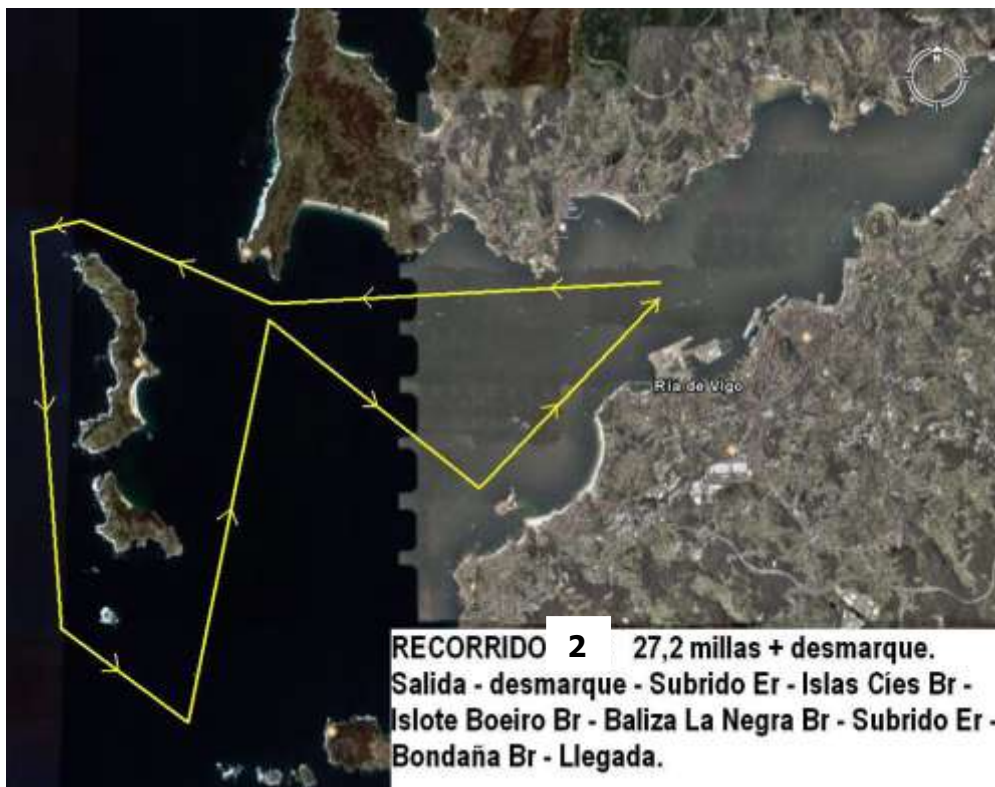 N
Ría de Vigo
RECORRIDO 2 27,2 millas + desmarque.
Salida - desmarque - Subrido Er - Islas Cíes Br -
Islote Boeiro Br - Baliza La Negra Br - Subrido Er -
Bondaña Br - Llegada.